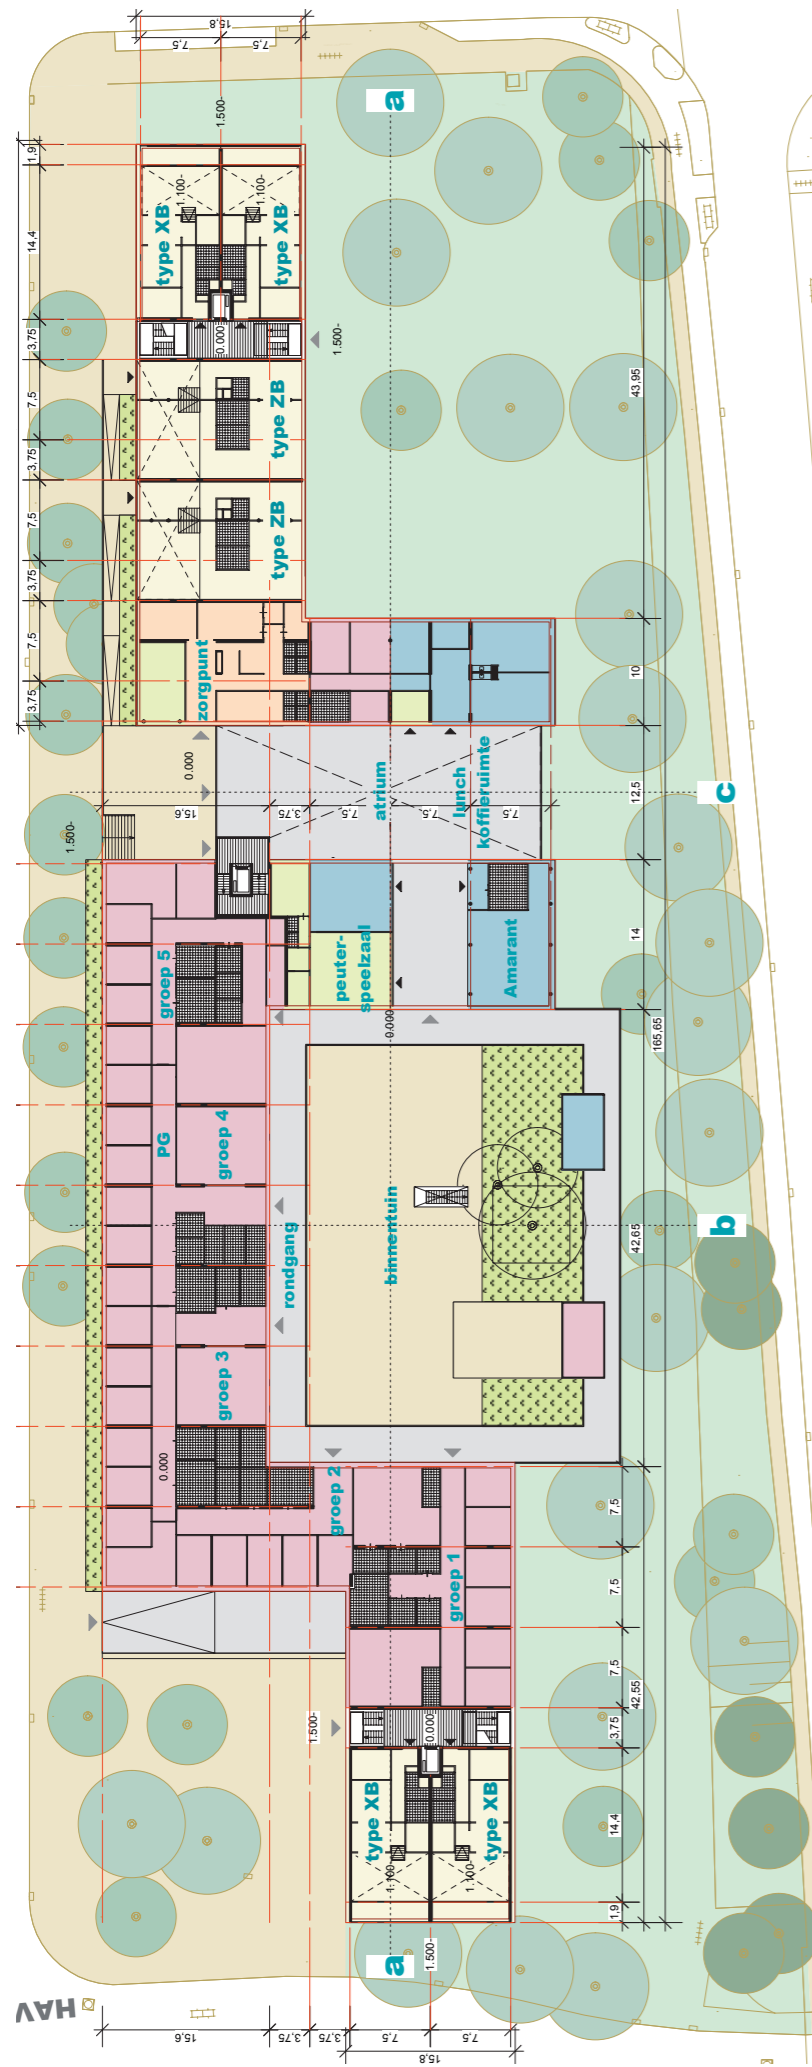 15,8
7,5
7,5
1.500-
a
1,9
14,4
3,75
7,5
3,75
7,5
3,75
7,5
3,75
1.100-
1.100-
type XB
type XB
0.000
1.500-
type ZB
type ZB
43,95
zorgpunt
10
0.000
15,6
3,75
7,5
7,5
7,5
atrium
lunch
koffieruimte
12,5
c
1.500-
groep 5
peuter-
speelzaal
Amarant
14
0.000
165,65
PG
groep 4
binnentuin
rondgang
b
42,65
groep 3
0.000
groep 2
groep 1
7,5
7,5
7,5
42,55
3,75
14,4
1,9
1.500-
0.000
type XB
type XB
1.100-
1.100-
a
1.500-
HAV
15,6
3,75
3,75
7,5
7,5
15,8